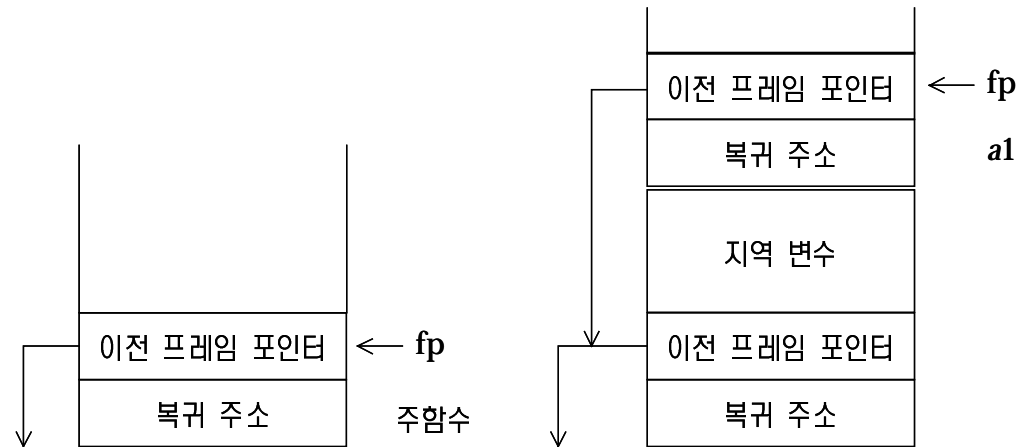 이전 프레임 포인터
fp
복귀 주소
주함수
이전 프레임 포인터
fp
복귀 주소
a1
지역 변수
이전 프레임 포인터
복귀 주소